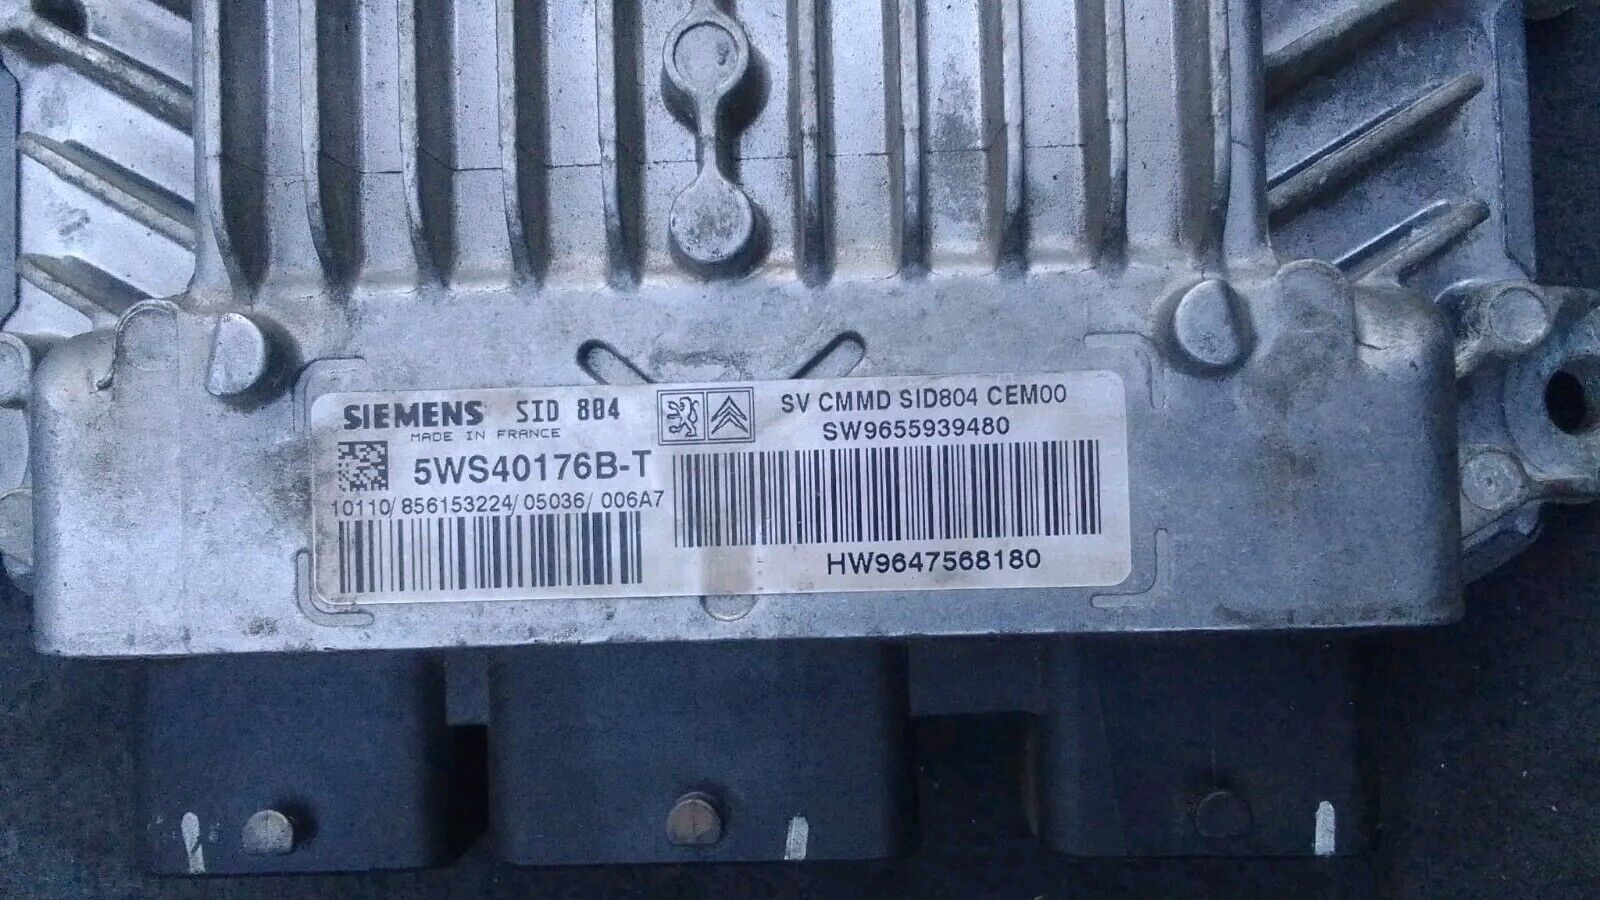 SIEMENS SID 804
MADE IN FRANCE
5WS40176B-T
10110/856153224/05036/006A7
SV CMMD SID804 CEM00
SW9655939480
HW9647568180